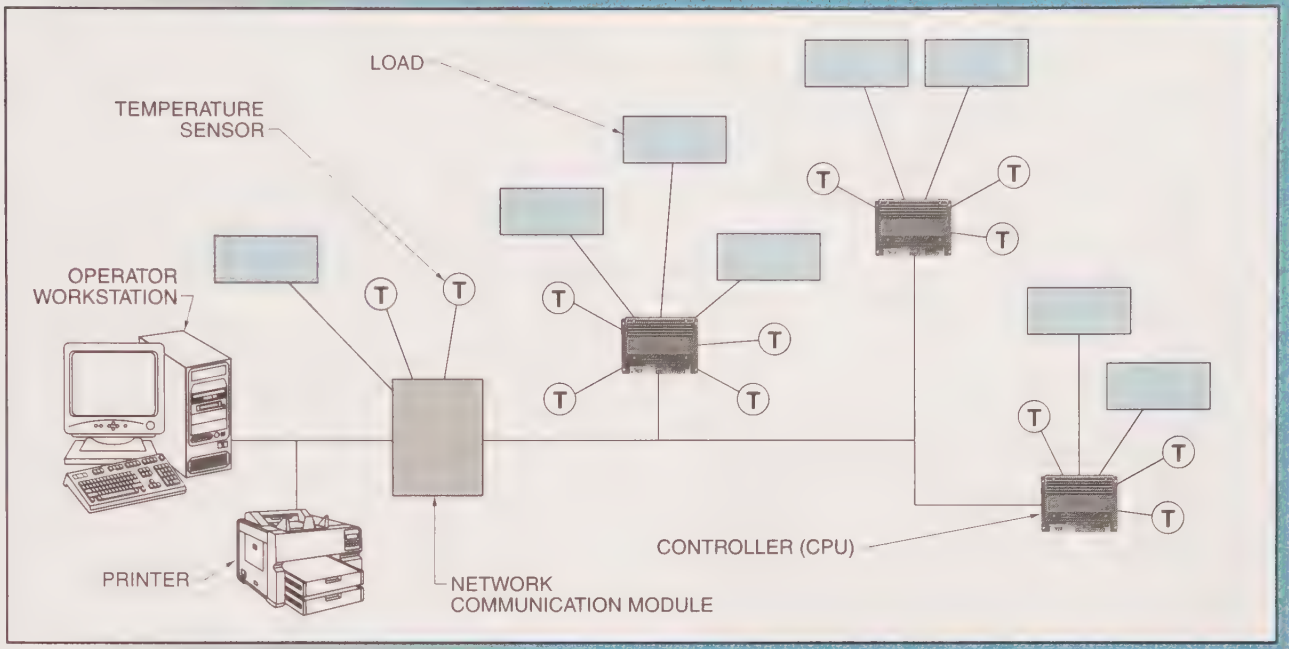 LOAD
TEMPERATURE
SENSOR
T
T
T
T
T
T
OPERATOR
WORKSTATION
T
T
T
T
T
T
T
T
CONTROLLER (CPU)
PRINTER
NETWORK
COMMUNICATION MODULE